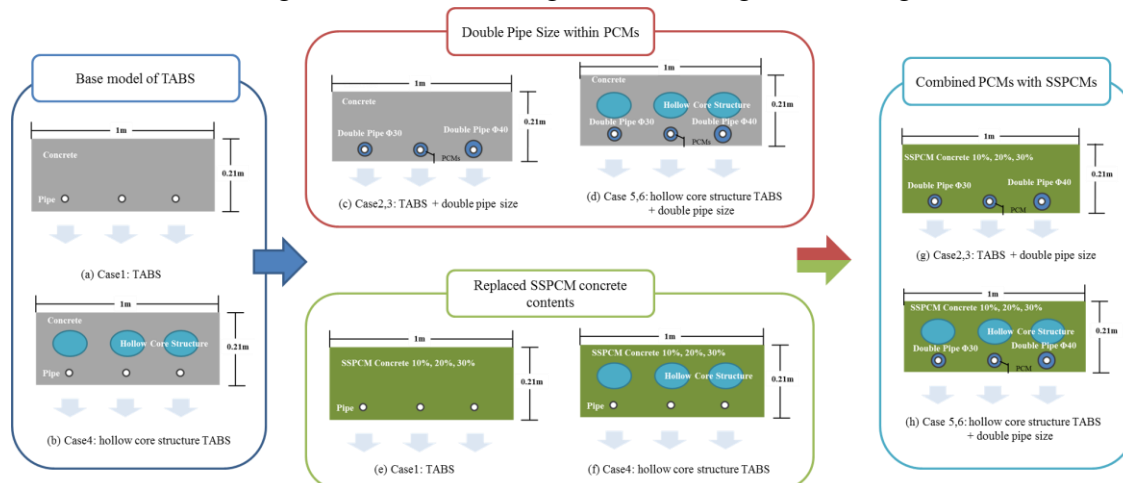 Base model of TABS
1m
Concrete
0.21m
Pipe
(a) Case1: TABS
1m
Concrete
Hollow Core Structure
0.21m
Pipe
(b) Case4: hollow core structure TABS
Double Pipe Size within PCMs
1m
Concrete
0.21m
Double Pipe Φ30
Double Pipe Φ40
PCMs
(c) Case2,3: TABS + double pipe size
1m
Concrete
Hollow Core Structure
0.21m
Double Pipe Φ30
Double Pipe Φ40
PCMs
(d) Case 5,6: hollow core structure TABS
+ double pipe size
Replaced SSPCM concrete
contents
1m
SSPCM Concrete 10%, 20%, 30%
0.21m
Pipe
(e) Case1: TABS
1m
SSPCM Concrete 10%, 20%, 30%
Hollow Core Structure
0.21m
Pipe
(f) Case4: hollow core structure TABS
Combined PCMs with SSPCMs
1m
SSPCM Concrete 10%, 20%, 30%
0.21m
Double Pipe Φ30
Double Pipe Φ40
PCM
(g) Case2,3: TABS + double pipe size
1m
SSPCM Concrete 10%, 20%, 30%
Hollow Core Structure
0.21m
Double Pipe Φ30
Double Pipe Φ40
PCM
(h) Case 5,6: hollow core structure TABS
+ double pipe size